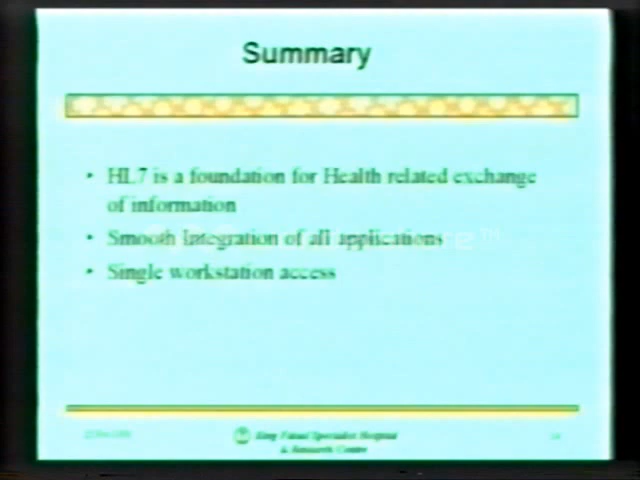 Summary
• HL7 is a foundation for Health related exchange
of information
• Smooth Integration of all applications
• Single workstation access
King Faisal Specialist Hospital
& Research Centre